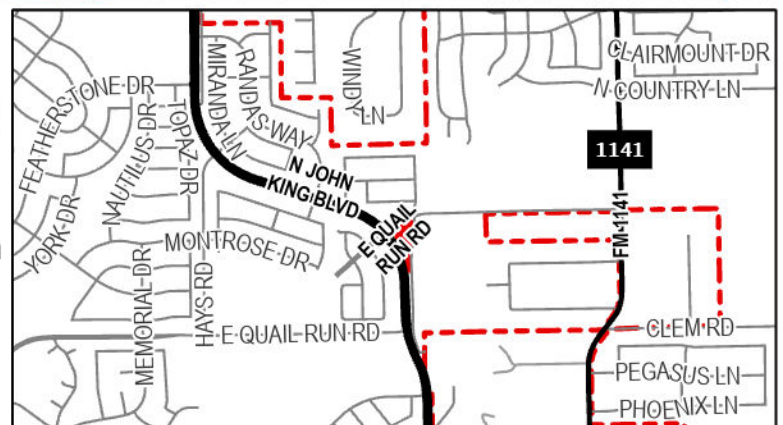 CLAIRMOUNT DR
N COUNTRY LN
WINDY LN
RANDAS WAY
MIRANDA LN
FEATHERSTONE DR
NAUTILUS DR
TOPAZ DR
1141
N JOHN
KING BLVD
YORK DR
MONTROSE DR
E QUAIL
RUN RD
FM 1141
MEMORIAL DR
HAYS RD
E QUAIL RUN RD
CLEM RD
PEGASUS LN
PHOENIX LN